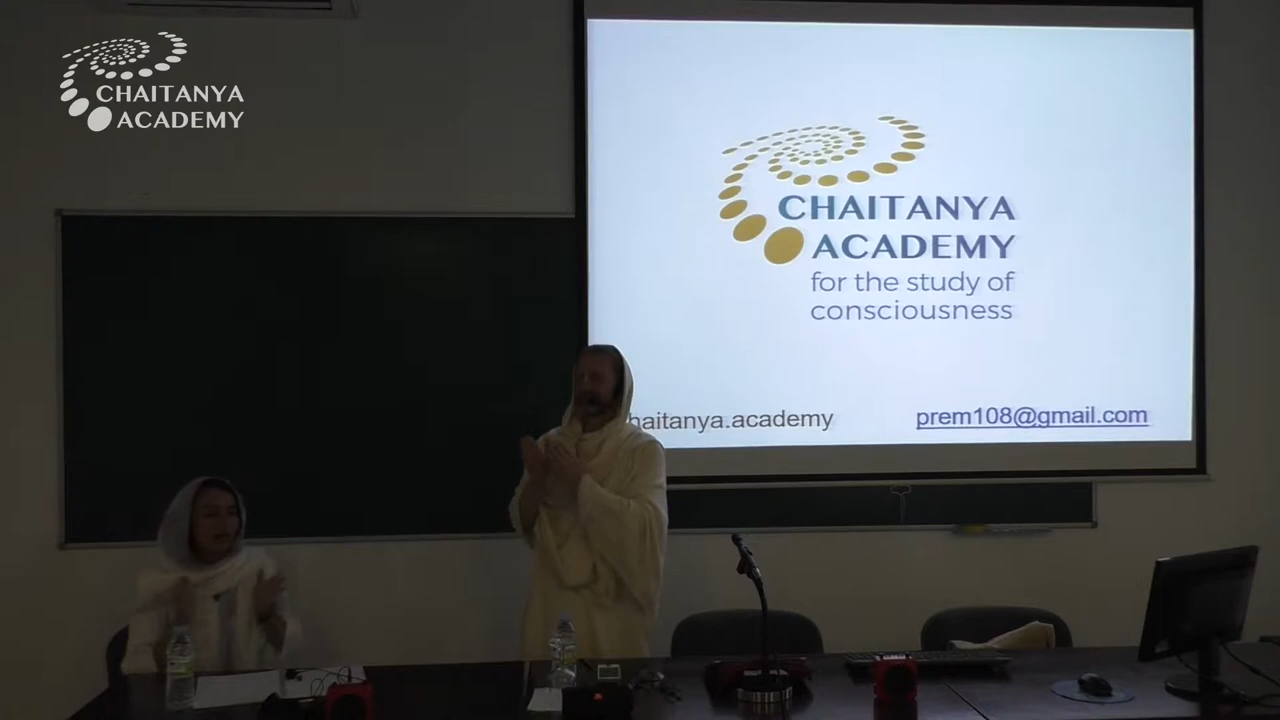 CHAITANYA
ACADEMY
CHAITANYA
ACADEMY
for the study of
consciousness
haitanya.academy
prem108@gmail.com